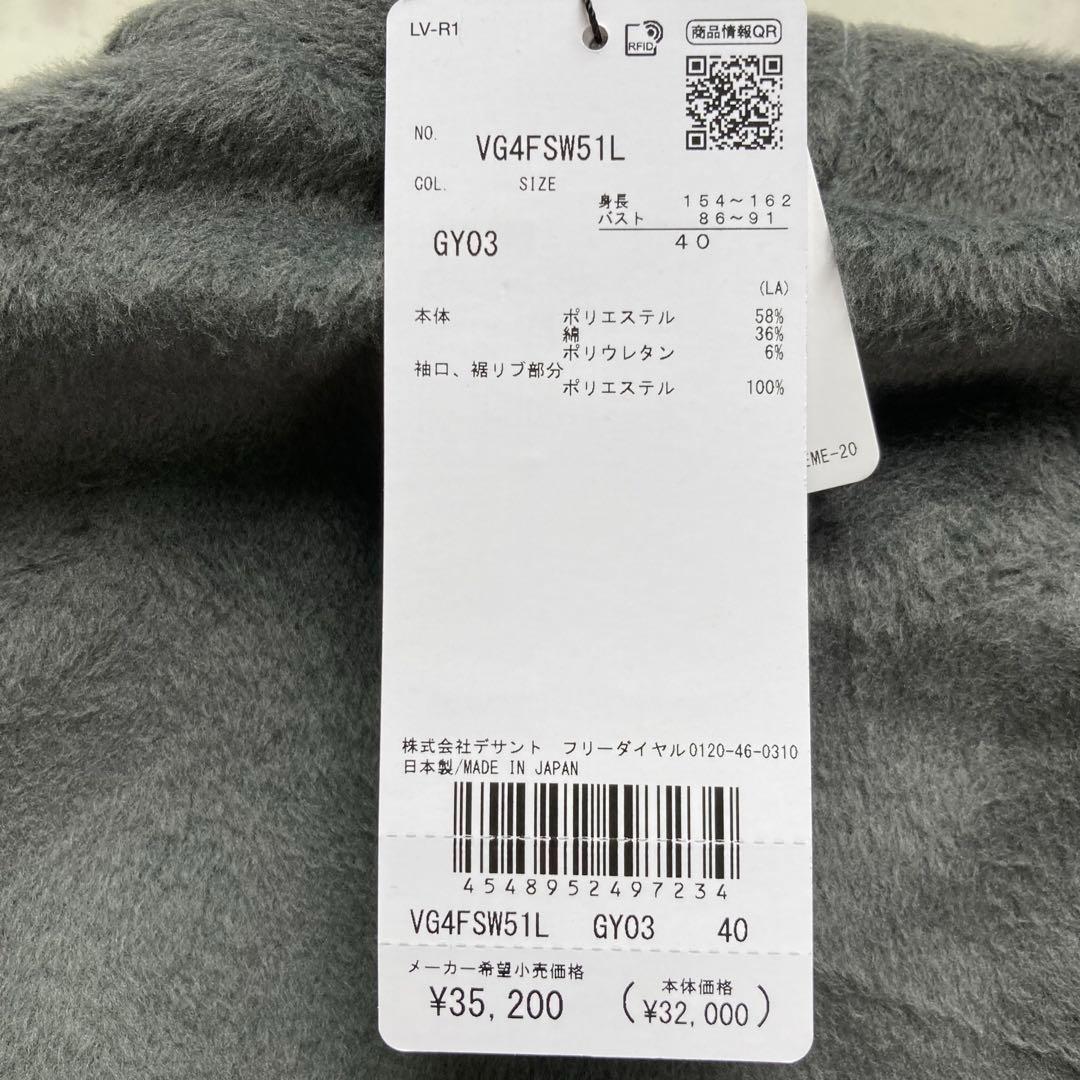 LV-R1
RFID
商品情報QR
NO.
VG4FSW51L
COL. SIZE
身長 154～162
バスト 86～91
GY03
40
(LA)
本体 ポリエステル 58%
綿 36%
ポリウレタン 6%
袖口、裾リブ部分
ポリエステル 100%
EME-20
株式会社デサント フリーダイヤル0120-46-0310
日本製/MADE IN JAPAN
4548952497234
VG4FSW51L GY03 40
メーカー希望小売価格
¥35,200
(本体価格
¥32,000)